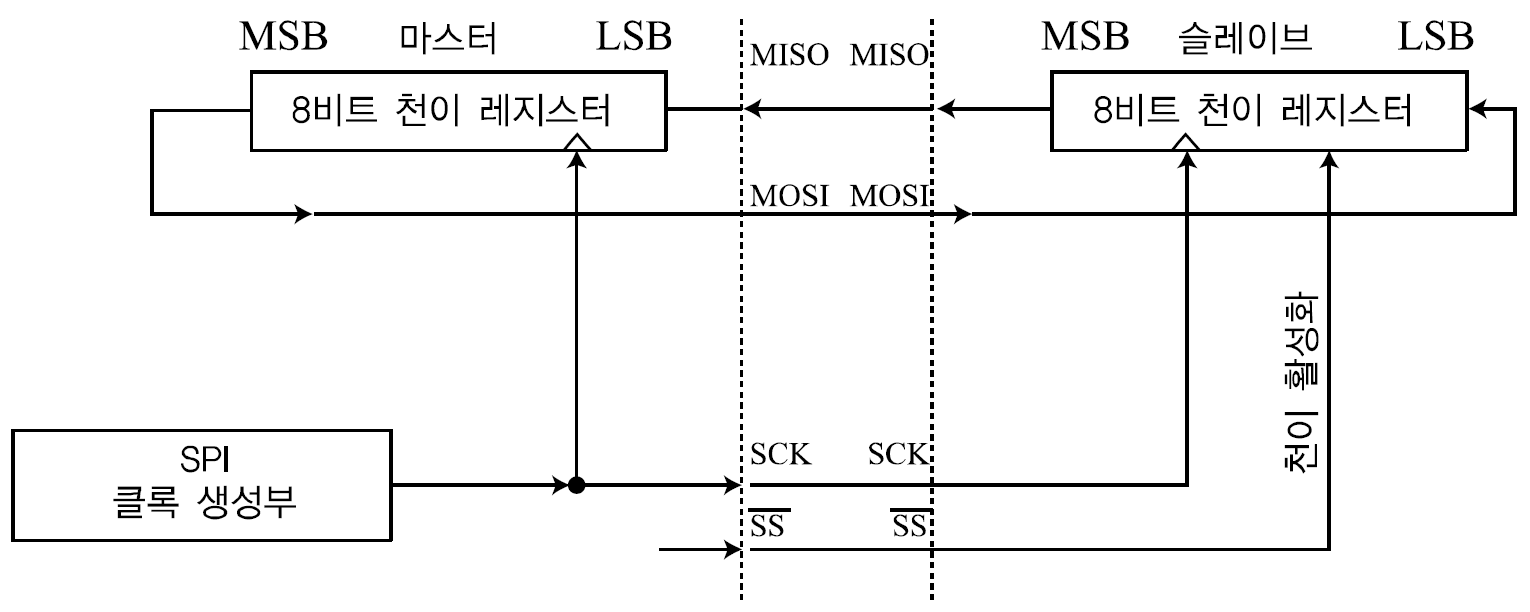 MSB 마스터 LSB
MISO MISO
MSB 슬레이브 LSB
8비트 천이 레지스터
8비트 천이 레지스터
MOSI MOSI
천이 활성화
SPI
클록 생성부
SCK SCK
SS SS